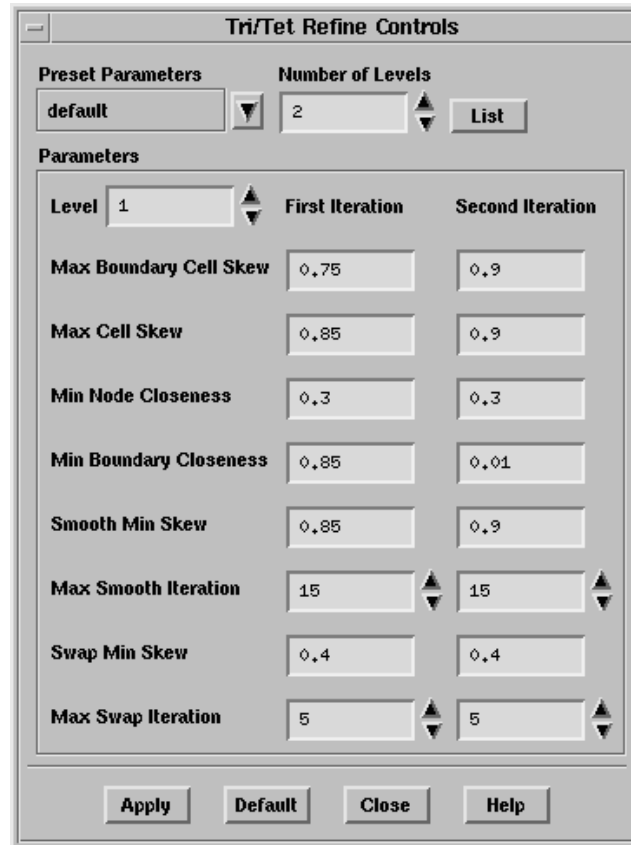 Tri/Tet Refine Controls
Preset Parameters Number of Levels
default 2 List
Parameters
Level 1 First Iteration Second Iteration
Max Boundary Cell Skew 0.75 0.9
Max Cell Skew 0.85 0.9
Min Node Closeness 0.3 0.3
Min Boundary Closeness 0.85 0.01
Smooth Min Skew 0.85 0.9
Max Smooth Iteration 15 15
Swap Min Skew 0.4 0.4
Max Swap Iteration 5 5
Apply Default Close Help